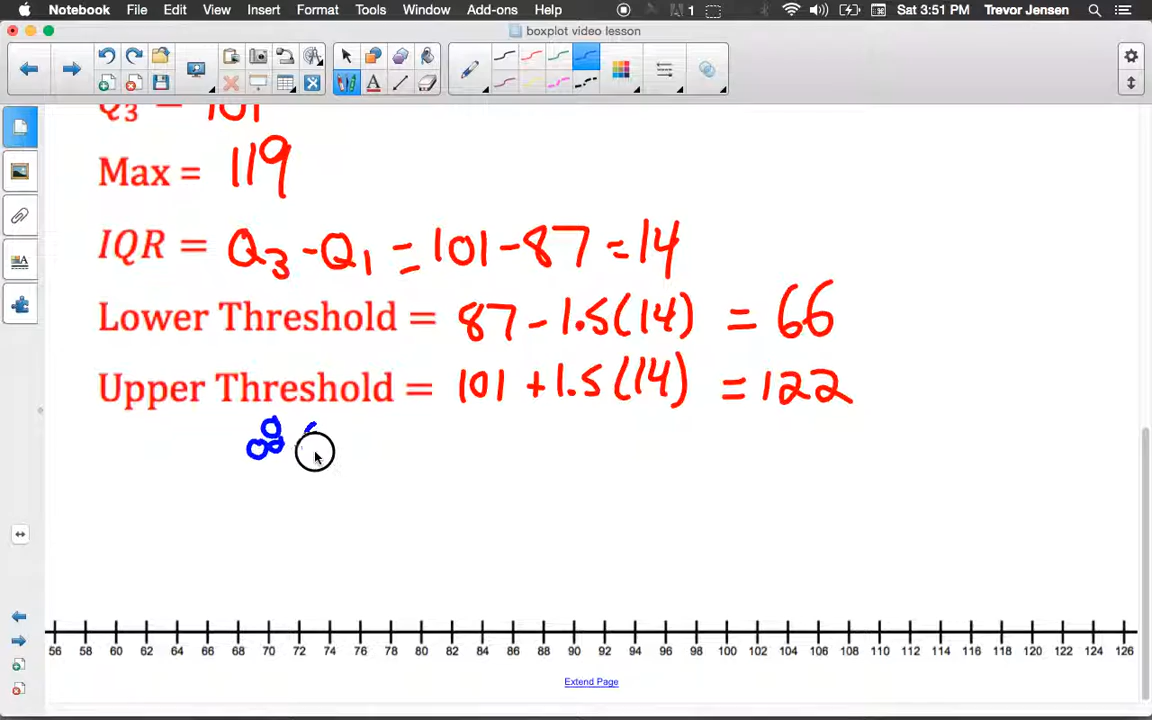 Notebook File Edit View Insert Format Tools Add-ons Window Help 1 Sat 3:51 PM Trevor Jensen
boxplot video lesson
Q3 = 101
Max = 119
IQR = Q3 - Q1 = 101 - 87 = 14
Lower Threshold = 87 - 1.5(14) = 66
Upper Threshold = 101 + 1.5(14) = 122
56 58 60 62 64 66 68 70 72 74 76 78 80 82 84 86 88 90 92 94 96 98 100 102 104 106 108 110 112 114 116 118 120 122 124 126
Extend Page